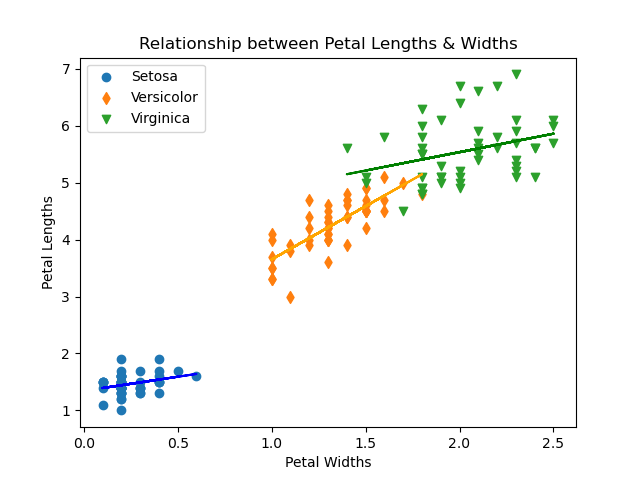 Relationship between Petal Lengths & Widths
Setosa
Versicolor
Virginica
Petal Lengths
7
6
5
4
3
2
1
0.0 0.5 1.0 1.5 2.0 2.5
Petal Widths